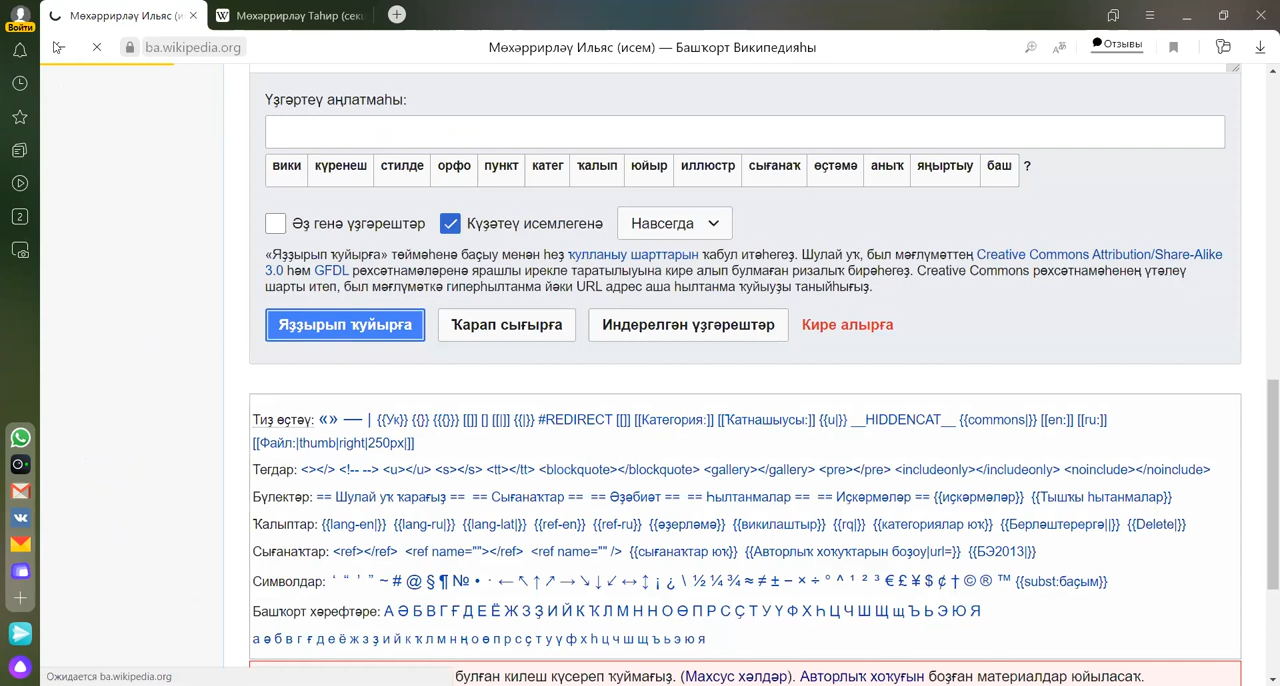 Мөхәррирләү Ильяс (и
Мөхәррирләү Таһир (сек
Войти
ba.wikipedia.org
Мөхәррирләү Ильяс (исем) — Башҡорт Википедияһы
Отзывы
Үҙгәртеү аңлатмаһы:
вики күренеш стилде орфо пункт катег ҡалып юйыр иллюстр сығанаҡ өҫтәмә аныҡ яңыртыу баш ?
Әҙ генә үҙгәрештәр Күҙәтеү исемлегенә Навсегда
«Яҙҙырып ҡуйырға» төймәһенә баҫыу менән һеҙ ҡулланыу шарттарын ҡабул итәһегеҙ. Шулай уҡ, был мәғлүмәттең Creative Commons Attribution/Share-Alike
3.0 һәм GFDL рөхсәтнамәләренә ярашлы ирекле таратылыуына кире алып булмаған ризалыҡ бирәһегеҙ. Creative Commons рөхсәтнамәһенең үтәлеү
шарты итеп, был мәғлүмәткә гиперһылтанма йәки URL адрес аша һылтанма ҡуйыуҙы таныйһығыҙ.
Яҙҙырып ҡуйырға Ҡарап сығырға Индерелгән үҙгәрештәр Кире алырға
Тиҙ өҫтәү: «» — | {{Ук}} {{}} {{{}}} [[]] [] [[|]] {{|}} #REDIRECT [[]] [[Категория:]] [[Ҡатнашыусы:]] {{u|}} __HIDDENCAT__ {{commons|}} [[en:]] [[ru:]]
[[Файл:|thumb|right|250px|]]
Тегдар: <></> <!-- --> <u></u> <s></s> <tt></tt> <blockquote></blockquote> <gallery></gallery> <pre></pre> <includeonly></includeonly> <noinclude></noinclude>
Бүлектәр: == Шулай уҡ ҡарағыҙ == == Сығанаҡтар == == Әҙәбиәт == == Һылтанмалар == == Иҫкәрмәләр == {{иҫкәрмәләр}} {{Тышҡы һытанмалар}}
Ҡалыптар: {{lang-en|}} {{lang-ru|}} {{lang-lat|}} {{ref-en}} {{ref-ru}} {{әҙерләмә}} {{викилаштыр}} {{rq|}} {{категориялар юҡ}} {{Берләштерергә||}} {{Delete|}}
Сығанаҡтар: <ref></ref> <ref name=""></ref> <ref name="" /> {{сығанаҡтар юҡ}} {{Авторлыҡ хоҡуҡтарын боҙоу|url=}} {{БЭ2013|}}
Символдар: ‘ “ ’ ” ~ # @ § ¶ № • · ← ↖ ↑ ↗ → ↘ ↓ ↙ ↔ ↕ ¡ ¿ \ ½ ¼ ¾ ≈ ≠ ± − × ÷ ° ^ ¹ ² ³ € £ ¥ $ ¢ † © ® ™ {{subst:баҫым}}
Башҡорт хәрефтәре: А Ә Б В Г Ғ Д Е Ё Ж З Ҙ И Й К Ҡ Л М Н Ң О Ө П Р С Ҫ Т У Ү Ф Х Һ Ц Ч Ш Щ щ Ъ Ь Э Ю Я
а ә б в г ғ д е ё ж з ҙ и й к ҡ л м н ң о ө п р с ҫ т у ү ф х һ ц ч ш щ ъ ь э ю я
Ожидается ba.wikipedia.org
булған килеш күсереп ҡуймағыҙ. (Махсус хәлдәр). Авторлыҡ хоҡуғын боҙған материалдар юйыласаҡ.